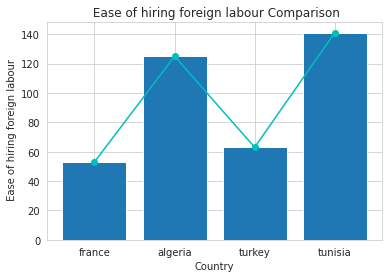 Ease of hiring foreign labour Comparison
Ease of hiring foreign labour
140
120
100
80
60
40
20
0
france algeria turkey tunisia
Country